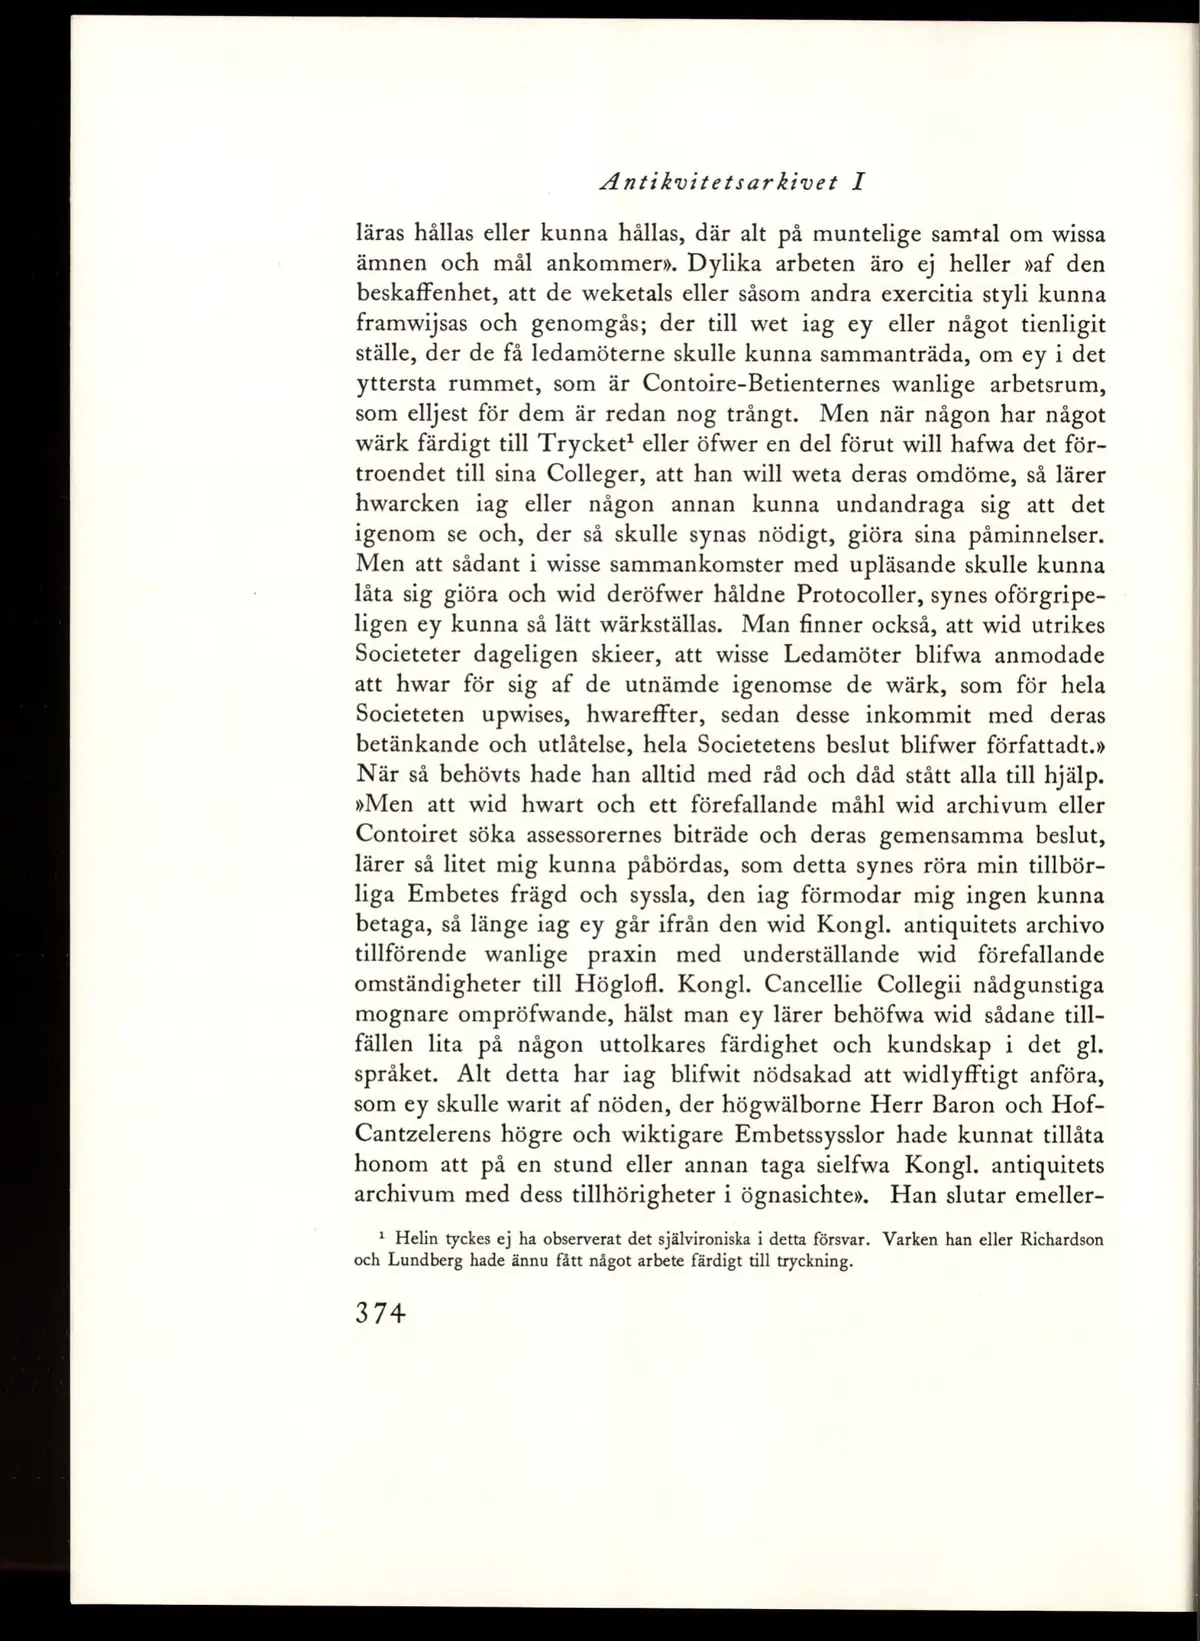 Antikvitetsarkivet I
läras hållas eller kunna hållas, där alt på muntelige samtal om wissa
ämnen och mål ankommer». Dylika arbeten äro ej heller »af den
beskaffenhet, att de weketals eller såsom andra exercitia styli kunna
framwijsas och genomgås; der till wet iag ey eller något tienligit
ställe, der de få ledamöterne skulle kunna sammanträda, om ey i det
yttersta rummet, som är Contoire-Betienternes wanlige arbetsrum,
som elljest för dem är redan nog trångt. Men när någon har något
wärk färdigt till Trycket¹ eller öfwer en del förut will hafwa det för-
troendet till sina Colleger, att han will weta deras omdöme, så lärer
hwarcken iag eller någon annan kunna undandraga sig att det
igenom se och, der så skulle synas nödigt, giöra sina påminnelser.
Men att sådant i wisse sammankomster med upläsande skulle kunna
låta sig giöra och wid deröfwer håldne Protocoller, synes oförgripe-
ligen ey kunna så lätt wärkställas. Man finner också, att wid utrikes
Societeter dageligen skieer, att wisse Ledamöter blifwa anmodade
att hwar för sig af de utnämde igenomse de wärk, som för hela
Societeten upwises, hwareffter, sedan desse inkommit med deras
betänkande och utlåtelse, hela Societetens beslut blifwer författadt.»
När så behövts hade han alltid med råd och dåd stått alla till hjälp.
»Men att wid hwart och ett förefallande måhl wid archivum eller
Contoiret söka assessorernes biträde och deras gemensamma beslut,
lärer så litet mig kunna påbördas, som detta synes röra min tillbör-
liga Embetes frägd och syssla, den iag förmodar mig ingen kunna
betaga, så länge iag ey går ifrån den wid Kongl. antiquitets archivo
tillförende wanlige praxin med underställande wid förefallande
omständigheter till Höglofl. Kongl. Cancellie Collegii nådgunstiga
mognare ompröfwande, hälst man ey lärer behöfwa wid sådane till-
fällen lita på någon uttolkares färdighet och kundskap i det gl.
språket. Alt detta har iag blifwit nödsakad att widlyfftigt anföra,
som ey skulle warit af nöden, der högwälborne Herr Baron och Hof-
Cantzelerens högre och wiktigare Embetssysslor hade kunnat tillåta
honom att på en stund eller annan taga sielfwa Kongl. antiquitets
archivum med dess tillhörigheter i ögnasichte». Han slutar emeller-
¹ Helin tyckes ej ha observerat det självironiska i detta försvar. Varken han eller Richardson
och Lundberg hade ännu fått något arbete färdigt till tryckning.
374